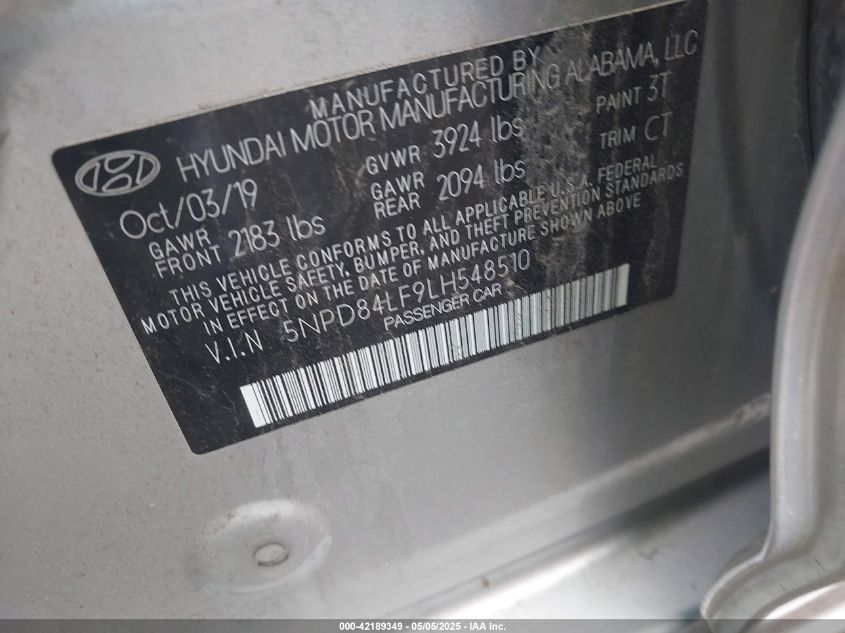 MANUFACTURED BY
HYUNDAI MOTOR MANUFACTURING ALABAMA, LLC
Oct/03/19 GVWR 3924 lbs PAINT 3T
GAWR FRONT 2183 lbs GAWR REAR 2094 lbs TRIM CT
THIS VEHICLE CONFORMS TO ALL APPLICABLE U.S.A. FEDERAL
MOTOR VEHICLE SAFETY, BUMPER, AND THEFT PREVENTION STANDARDS
IN EFFECT ON THE DATE OF MANUFACTURE SHOWN ABOVE
V.I.N 5NPD84LF9LH548510
PASSENGER CAR
000-42189349 - 05/05/2025 - IAA Inc.